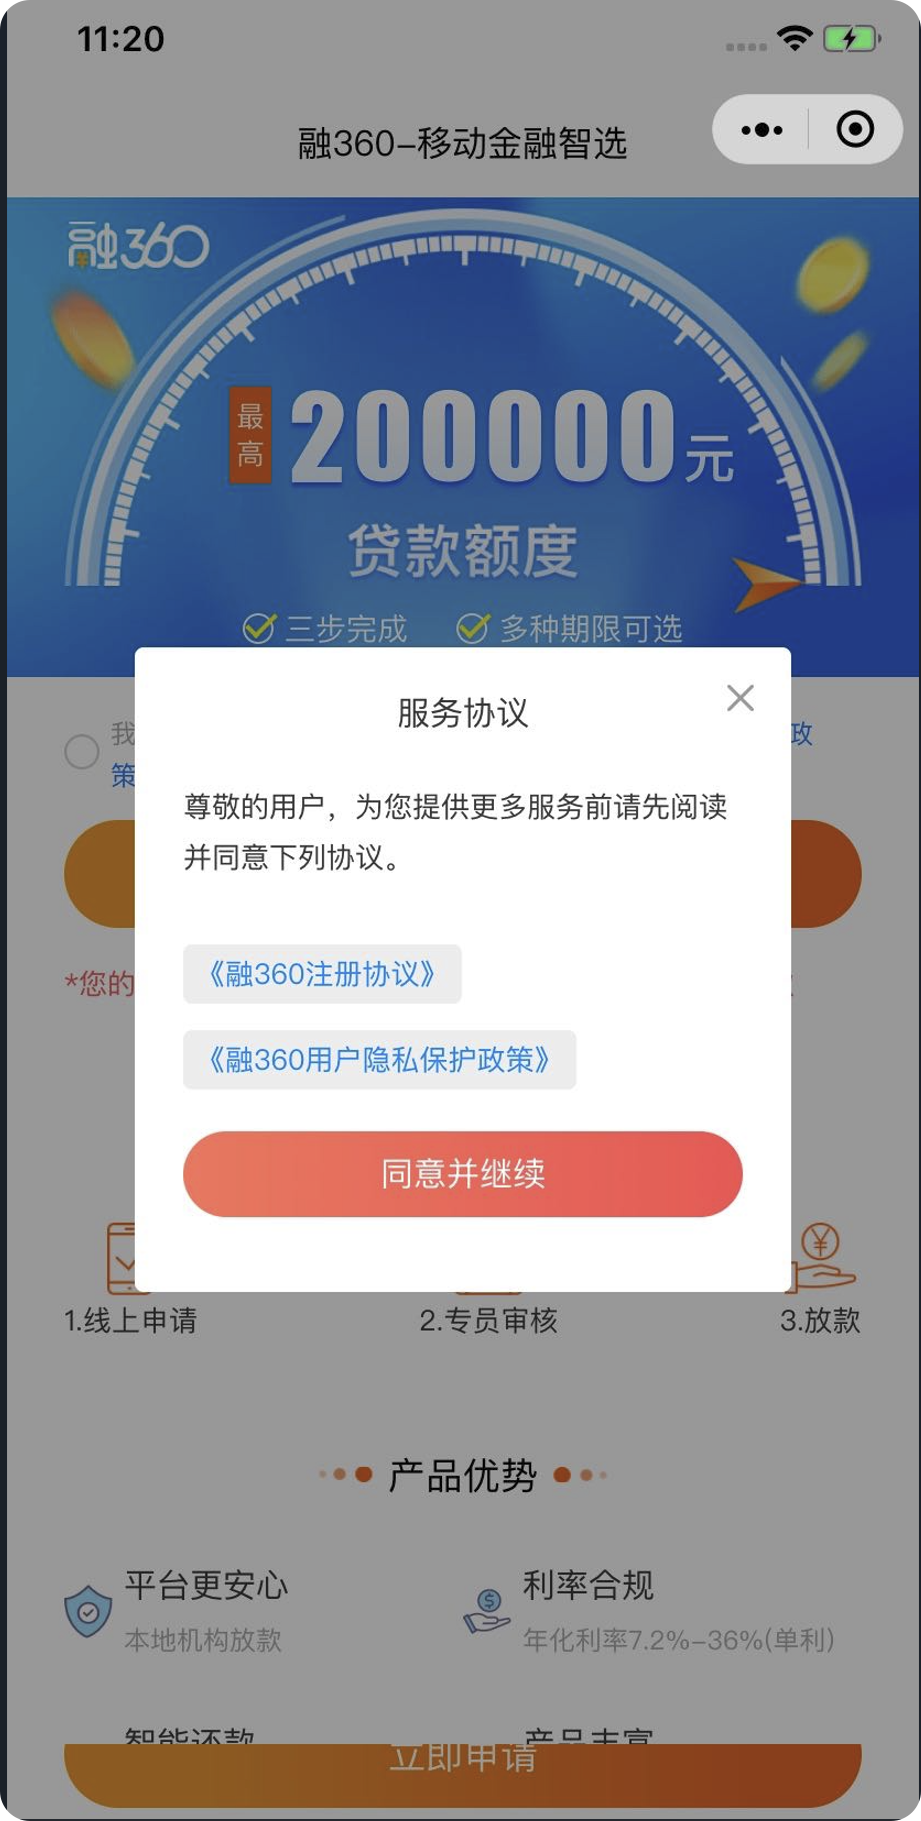 11:20
融360-移动金融智选
融360
最高
200000元
贷款额度
三步完成
多种期限可选
服务协议
我
政
策
尊敬的用户，为您提供更多服务前请先阅读
并同意下列协议。
《融360注册协议》
*您的
《融360用户隐私保护政策》
同意并继续
1.线上申请
2.专员审核
3.放款
产品优势
平台更安心
利率合规
本地机构放款
年化利率7.2%-36%(单利)
智能还款
产品丰富
立即申请